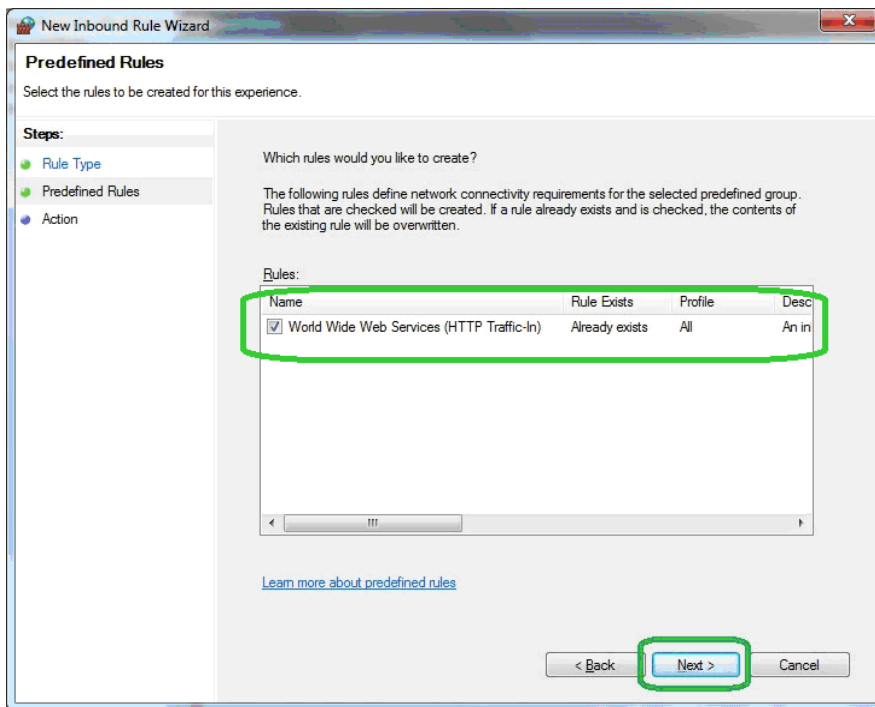 New Inbound Rule Wizard
Predefined Rules
Select the rules to be created for this experience.
Steps:
Rule Type
Predefined Rules
Action
Which rules would you like to create?
The following rules define network connectivity requirements for the selected predefined group.
Rules that are checked will be created. If a rule already exists and is checked, the contents of
the existing rule will be overwritten.
Rules:
Name Rule Exists Profile Desc
World Wide Web Services (HTTP Traffic-In) Already exists All An in
Learn more about predefined rules
< Back Next > Cancel